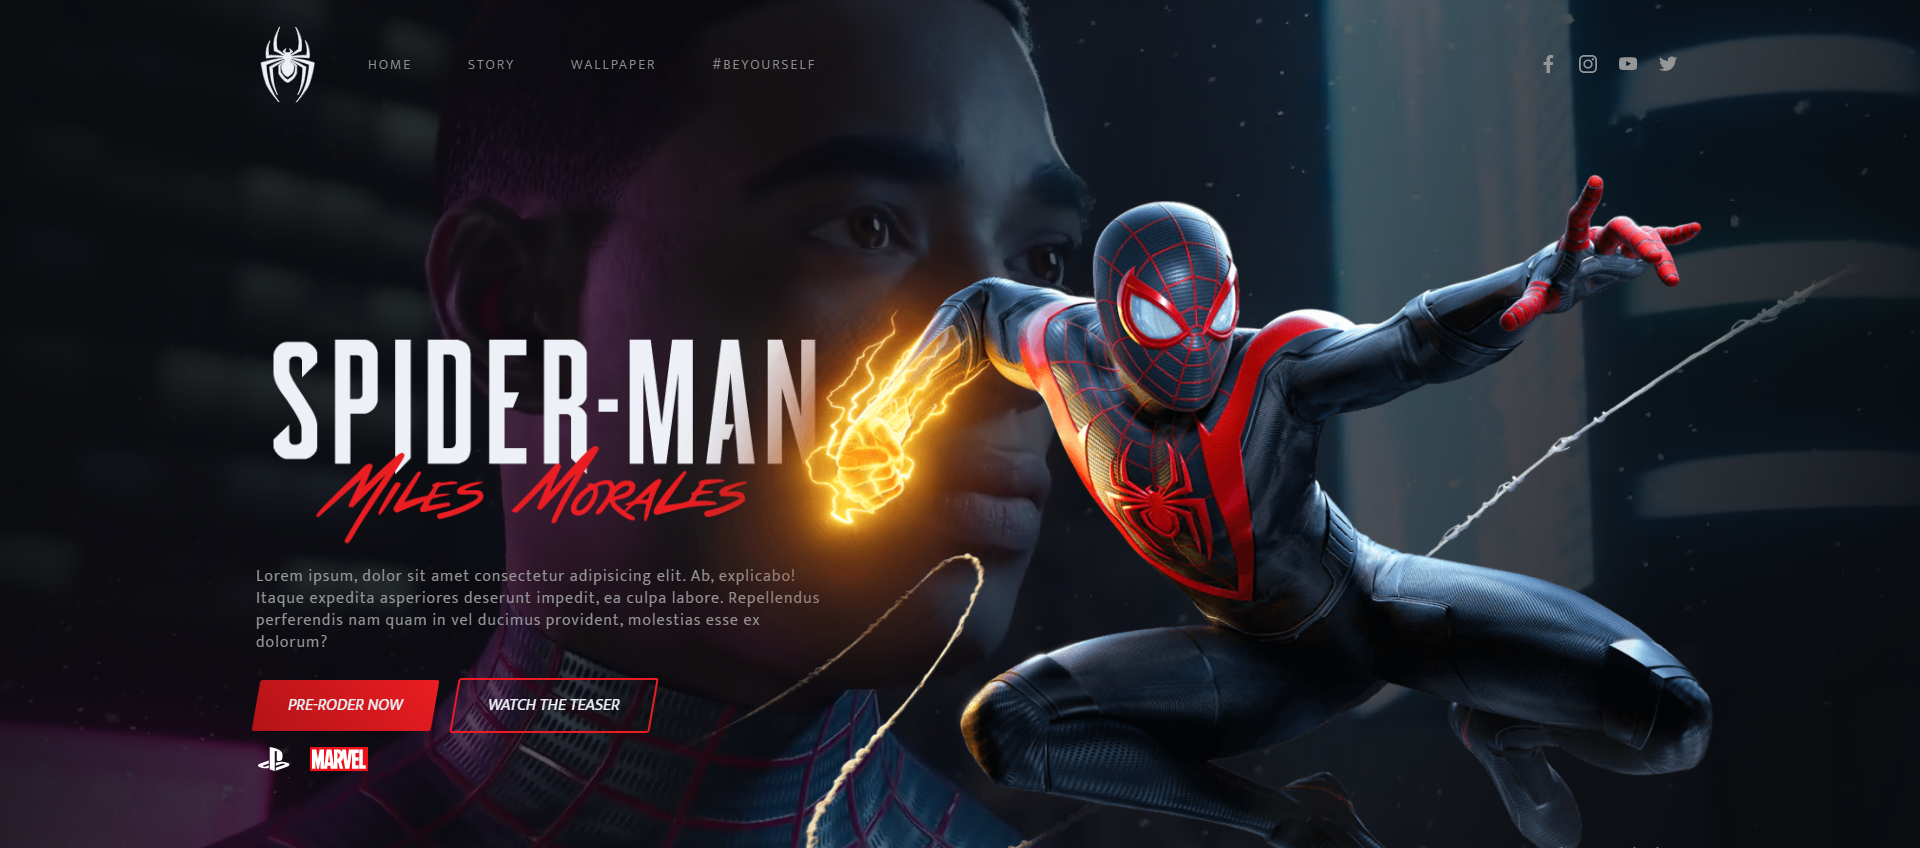 HOME STORY WALLPAPER #BEYOURSELF
SPIDER-MAN
MILES MORALES
Lorem ipsum, dolor sit amet consectetur adipisicing elit. Ab, explicabo!
Itaque expedita asperiores deserunt impedit, ea culpa labore. Repellendus
perferendis nam quam in vel ducimus provident, molestias esse ex
dolorum?
PRE-RODER NOW WATCH THE TEASER
MARVEL